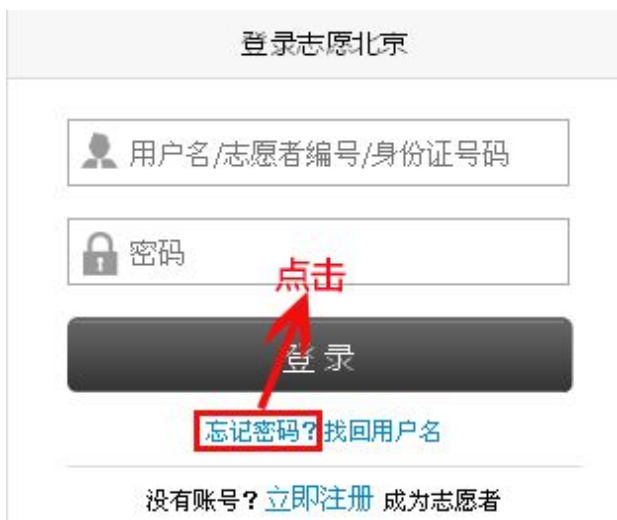 登录志愿北京
用户名/志愿者编号/身份证号码
密码
点击
登 录
忘记密码?找回用户名
没有账号?立即注册 成为志愿者